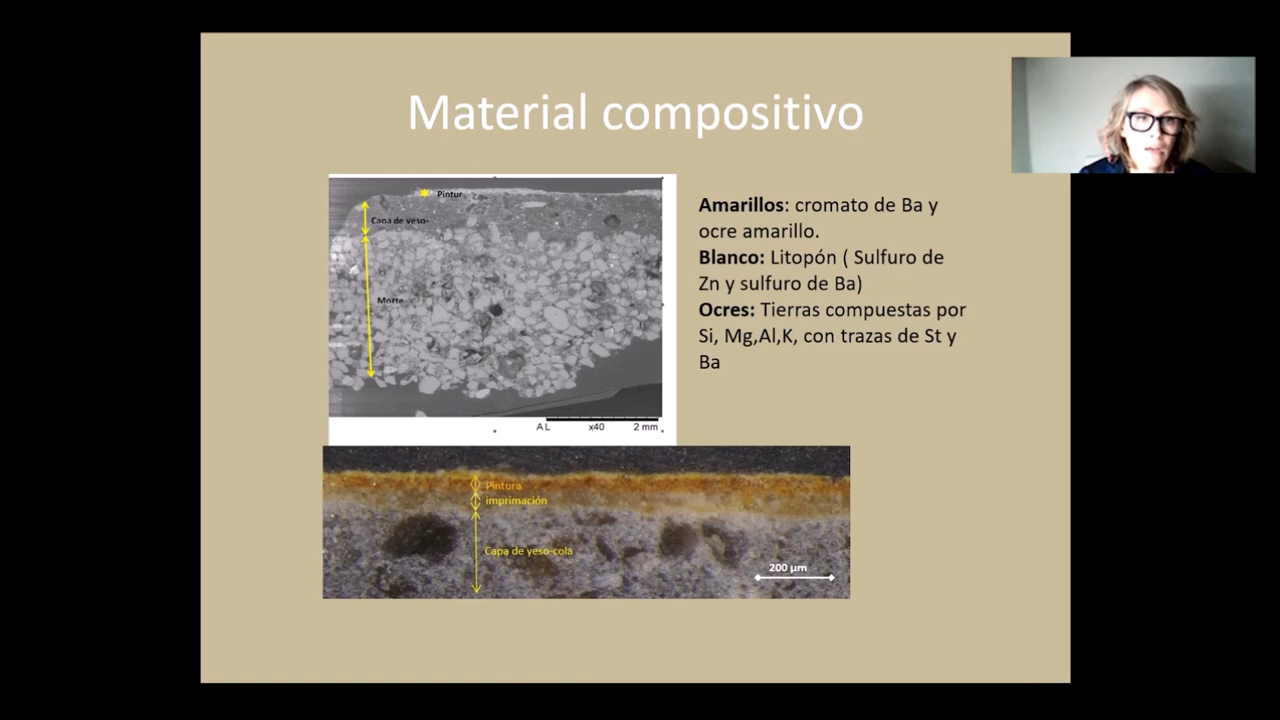 Material compositivo
Pintur
Capa de yeso-
Morte
AL x40 2 mm
Amarillos: cromato de Ba y
ocre amarillo.
Blanco: Litopón ( Sulfuro de
Zn y sulfuro de Ba)
Ocres: Tierras compuestas por
Si, Mg,Al,K, con trazas de St y
Ba
Pintura
imprimación
Capa de yeso-cola
200 µm